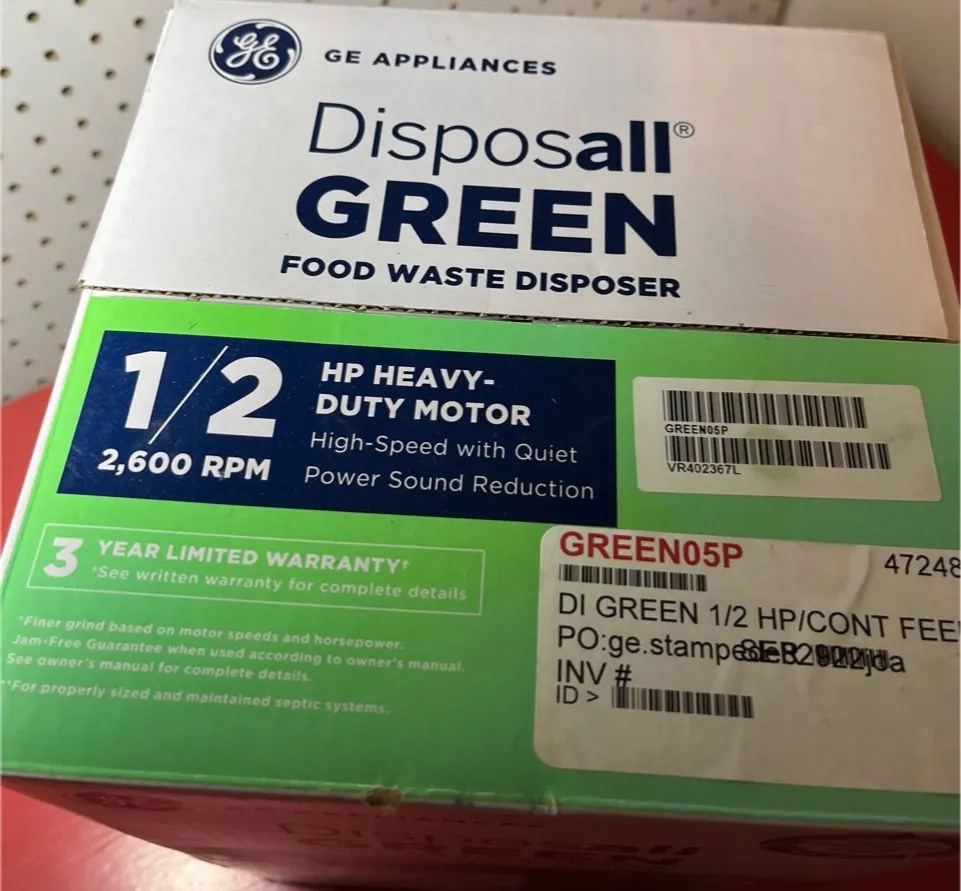 GE
GE APPLIANCES
Disposall®
GREEN
FOOD WASTE DISPOSER
1/2
HP HEAVY-
DUTY MOTOR
2,600 RPM
High-Speed with Quiet
Power Sound Reduction
GREEN05P
VR402367L
3 YEAR LIMITED WARRANTY†
†See written warranty for complete details
*Finer grind based on motor speeds and horsepower.
Jam-Free Guarantee when used according to owner's manual.
See owner's manual for complete details.
**For properly sized and maintained septic systems.
GREEN05P
47248
DI GREEN 1/2 HP/CONT FEE
INV #
ID >
APPLIANCES
Disposall
GREEN